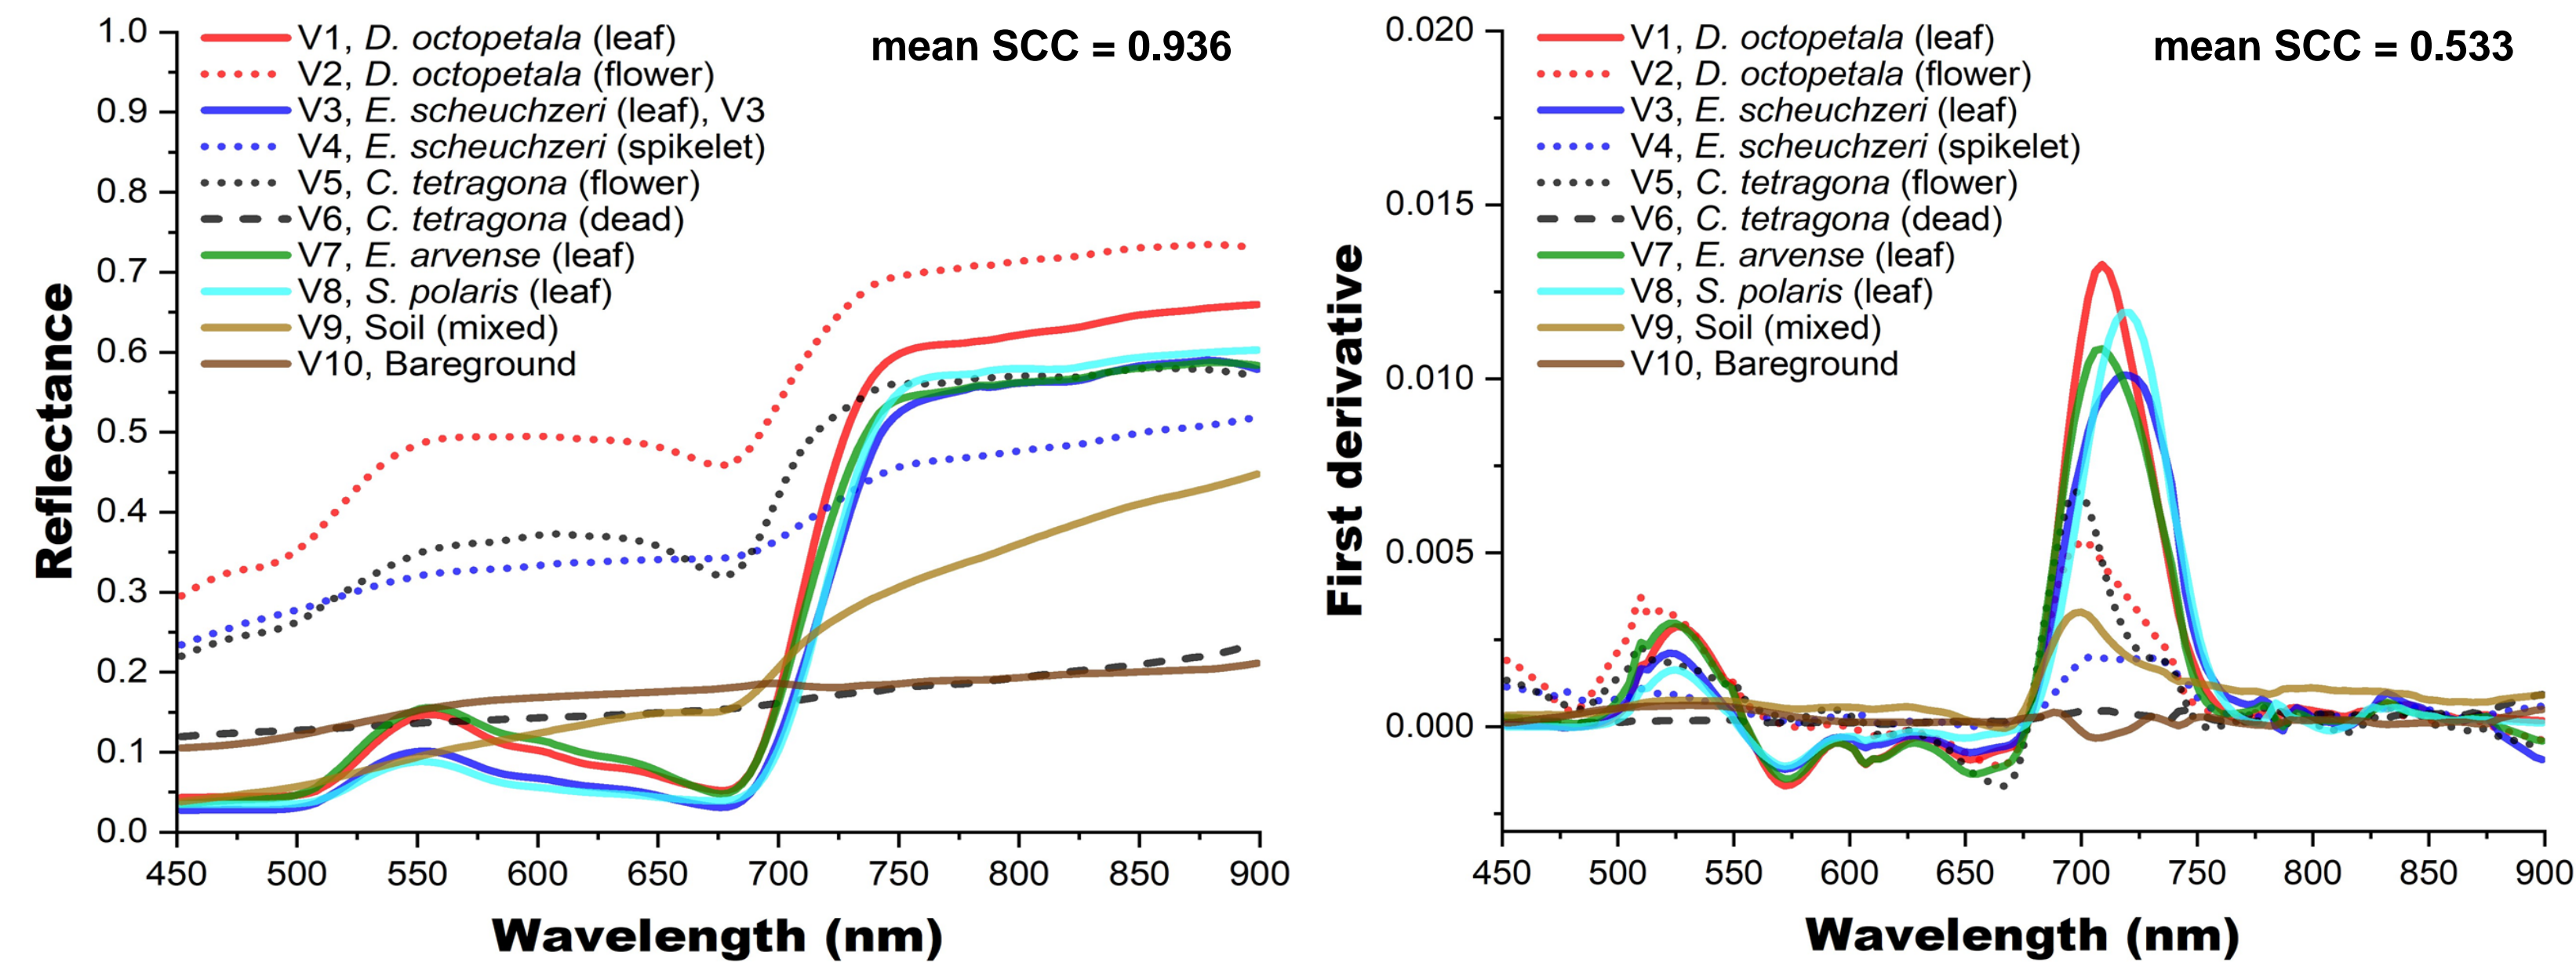 mean SCC = 0.936
V1, D. octopetala (leaf)
V2, D. octopetala (flower)
V3, E. scheuchzeri (leaf), V3
V4, E. scheuchzeri (spikelet)
V5, C. tetragona (flower)
V6, C. tetragona (dead)
V7, E. arvense (leaf)
V8, S. polaris (leaf)
V9, Soil (mixed)
V10, Bareground
Reflectance
1.0
0.9
0.8
0.7
0.6
0.5
0.4
0.3
0.2
0.1
0.0
450 500 550 600 650 700 750 800 850 900
Wavelength (nm)
mean SCC = 0.533
V1, D. octopetala (leaf)
V2, D. octopetala (flower)
V3, E. scheuchzeri (leaf)
V4, E. scheuchzeri (spikelet)
V5, C. tetragona (flower)
V6, C. tetragona (dead)
V7, E. arvense (leaf)
V8, S. polaris (leaf)
V9, Soil (mixed)
V10, Bareground
First derivative
0.020
0.015
0.010
0.005
0.000
450 500 550 600 650 700 750 800 850 900
Wavelength (nm)